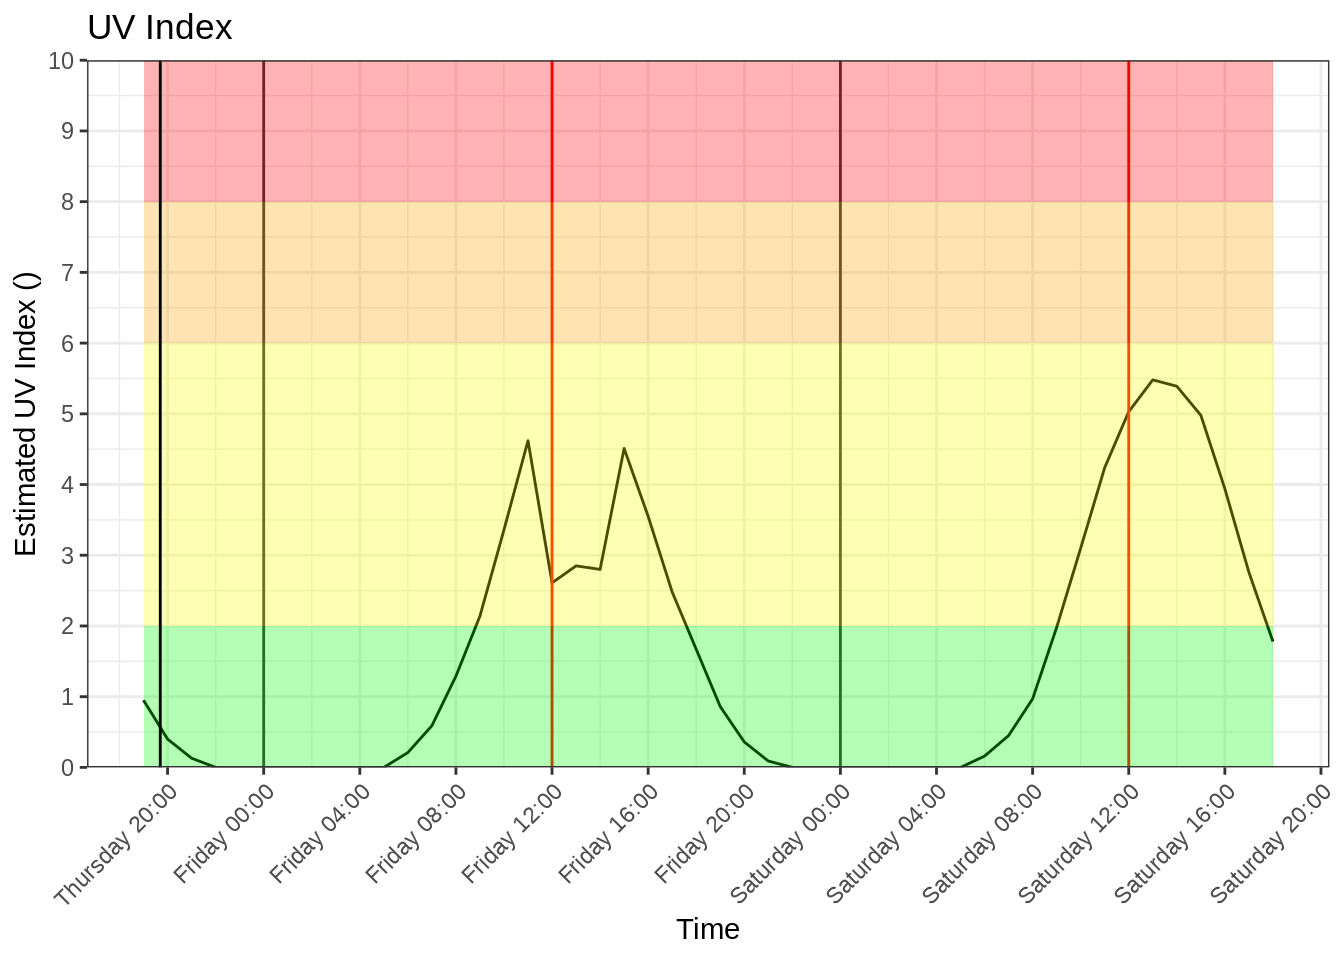 UV Index
10
9
8
7
6
5
4
3
2
1
0
Estimated UV Index ()
Thursday 20:00
Friday 00:00
Friday 04:00
Friday 08:00
Friday 12:00
Friday 16:00
Friday 20:00
Saturday 00:00
Saturday 04:00
Saturday 08:00
Saturday 12:00
Saturday 16:00
Saturday 20:00
Time